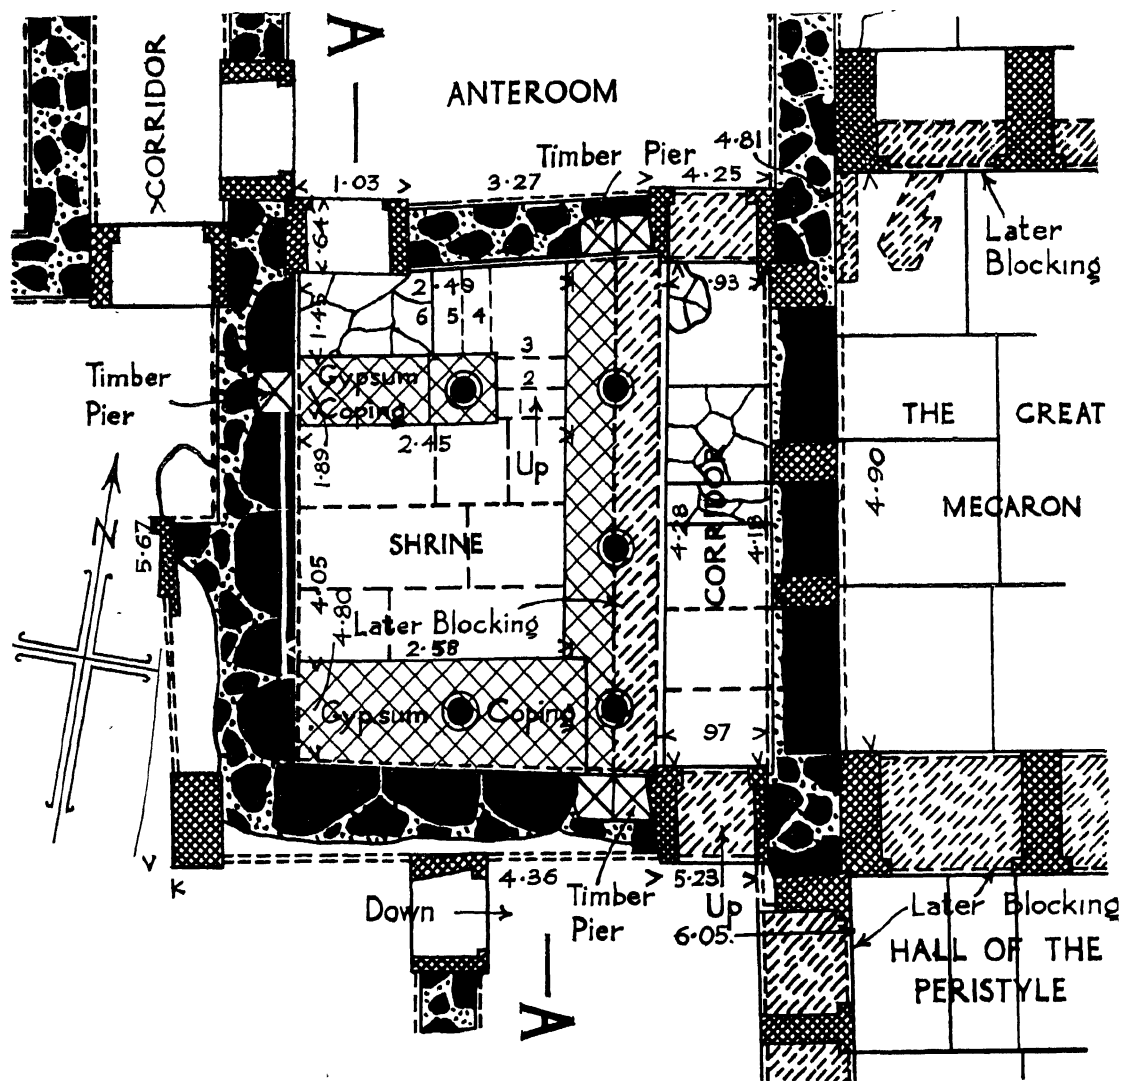 A
CORRIDOR
ANTEROOM
Timber Pier
4.81
1.03
3.27
4.25
.64
Later
Blocking
2.49
.93
6 5 4
1.45
3
2
1
Timber
Pier
Gypsum
Coping
THE GREAT
2.45
1.89
Up
4.90
MEGARON
N
5.67
SHRINE
CORRIDOR
4.28
4.18
4.05
4.80
Later Blocking
2.58
Gypsum Coping
97
4.36
5.23
K
Down
Timber
Pier
Up
6.05
Later Blocking
HALL OF THE
PERISTYLE
A